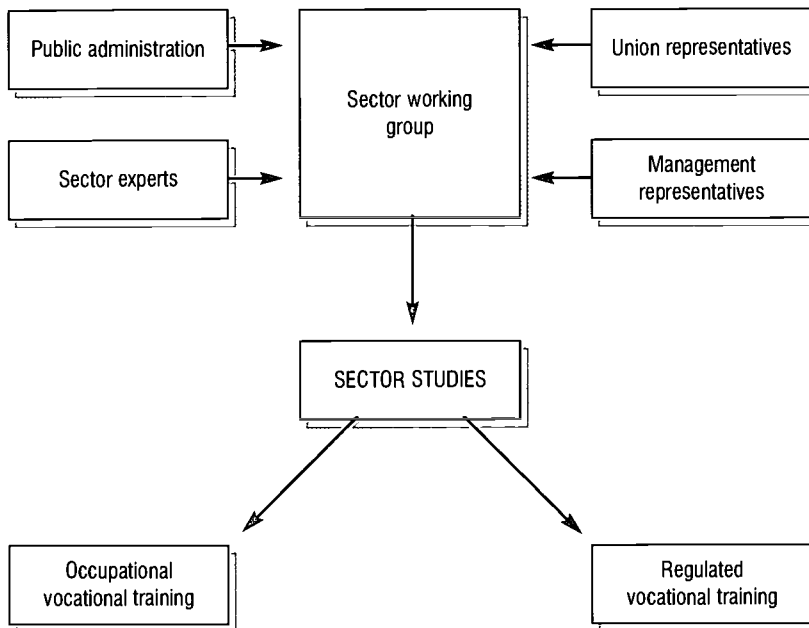 Public administration
Sector working
group
Union representatives
Sector experts
Management
representatives
SECTOR STUDIES
Occupational
vocational training
Regulated
vocational training